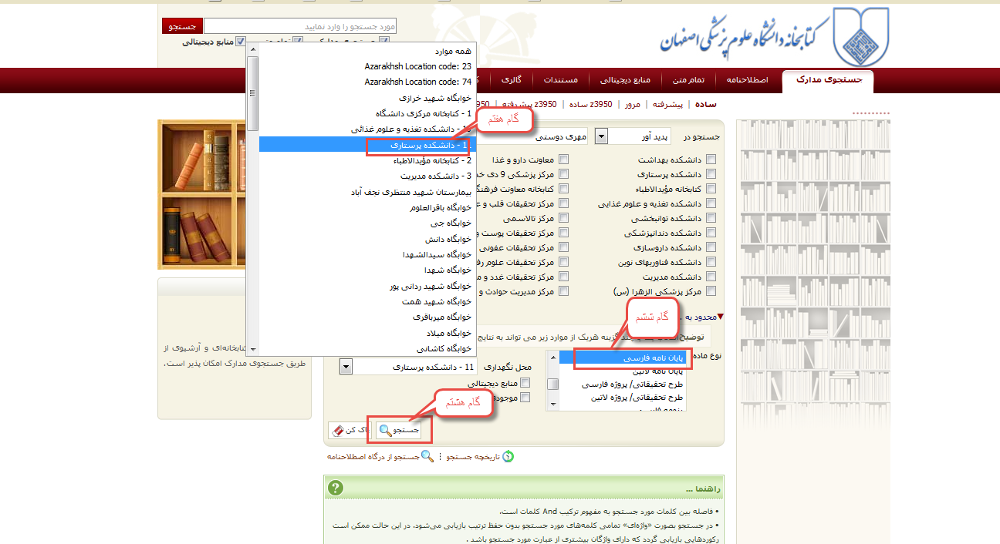 کتابخانه دانشگاه علوم پزشکی اصفهان
مورد جستجو را وارد نمایید
جستجو
منابع دیجیتالی
جستجوی مدارک
اصطلاحنامه
تمام متن
منابع دیجیتالی
مستندات
گالری
ساده | پیشرفته | مرور | z3950 ساده | z3950 پیشرفته
همه موارد
Azarakhsh Location code: 23
Azarakhsh Location code: 74
خوابگاه شهید خرازی
1 - کتابخانه مرکزی دانشگاه
دانشکده تغذیه و علوم غذائی
11 - دانشکده پرستاری
2 - کتابخانه مؤیدالاطباء
3 - دانشکده مدیریت
بیمارستان شهید منتظری نجف آباد
خوابگاه باقرالعلوم
خوابگاه جی
خوابگاه دانش
خوابگاه سیدالشهدا
خوابگاه شهدا
خوابگاه شهید ردانی پور
خوابگاه شهید همت
خوابگاه میرباقری
خوابگاه میلاد
خوابگاه کاشانی
گام هفتم
جستجو در
پدید آور
مهری دوستی
دانشکده بهداشت
معاونت دارو و غذا
دانشکده پرستاری
مرکز پزشکی 9 دی
کتابخانه مؤیدالاطباء
کتابخانه معاونت
دانشکده تغذیه و علوم غذایی
مرکز تحقیقات قلب و
دانشکده توانبخشی
مرکز تالاسمی
دانشکده دندانپزشکی
مرکز تحقیقات پوست و
دانشکده داروسازی
مرکز تحقیقات عفونی
دانشکده فناوریهای نوین
مرکز تحقیقات علوم
دانشکده مدیریت
مرکز تحقیقات غدد و
مرکز پزشکی الزهرا (س)
مرکز مدیریت حوادث و
محدود به
گام ششم
توضیح
گزینه هریک از موارد زیر می تواند به نتایج
نوع ماده
پایان نامه فارسی
پایان نامه لاتین
طرح تحقیقاتی/ پروژه فارسی
طرح تحقیقاتی/ پروژه لاتین
محل نگهداری
11 - دانشکده پرستاری
منابع دیجیتالی
موجودی
گام هشتم
جستجو
پاک کن
تاریخچه جستجو
جستجو از درگاه اصطلاحنامه
کتابخانه‌ای و آرشیوی از
طریق جستجوی مدارک امکان پذیر است.
راهنما ...
• فاصله بین کلمات مورد جستجو به مفهوم ترکیب And کلمات است.
• در جستجو بصورت «واژه‌ای» تمامی کلمه‌های مورد جستجو بدون حفظ ترتیب بازیابی می‌شود. در این حالت ممکن است
رکوردهایی بازیابی گردد که دارای واژگان بیشتری از عبارت مورد جستجو باشد .